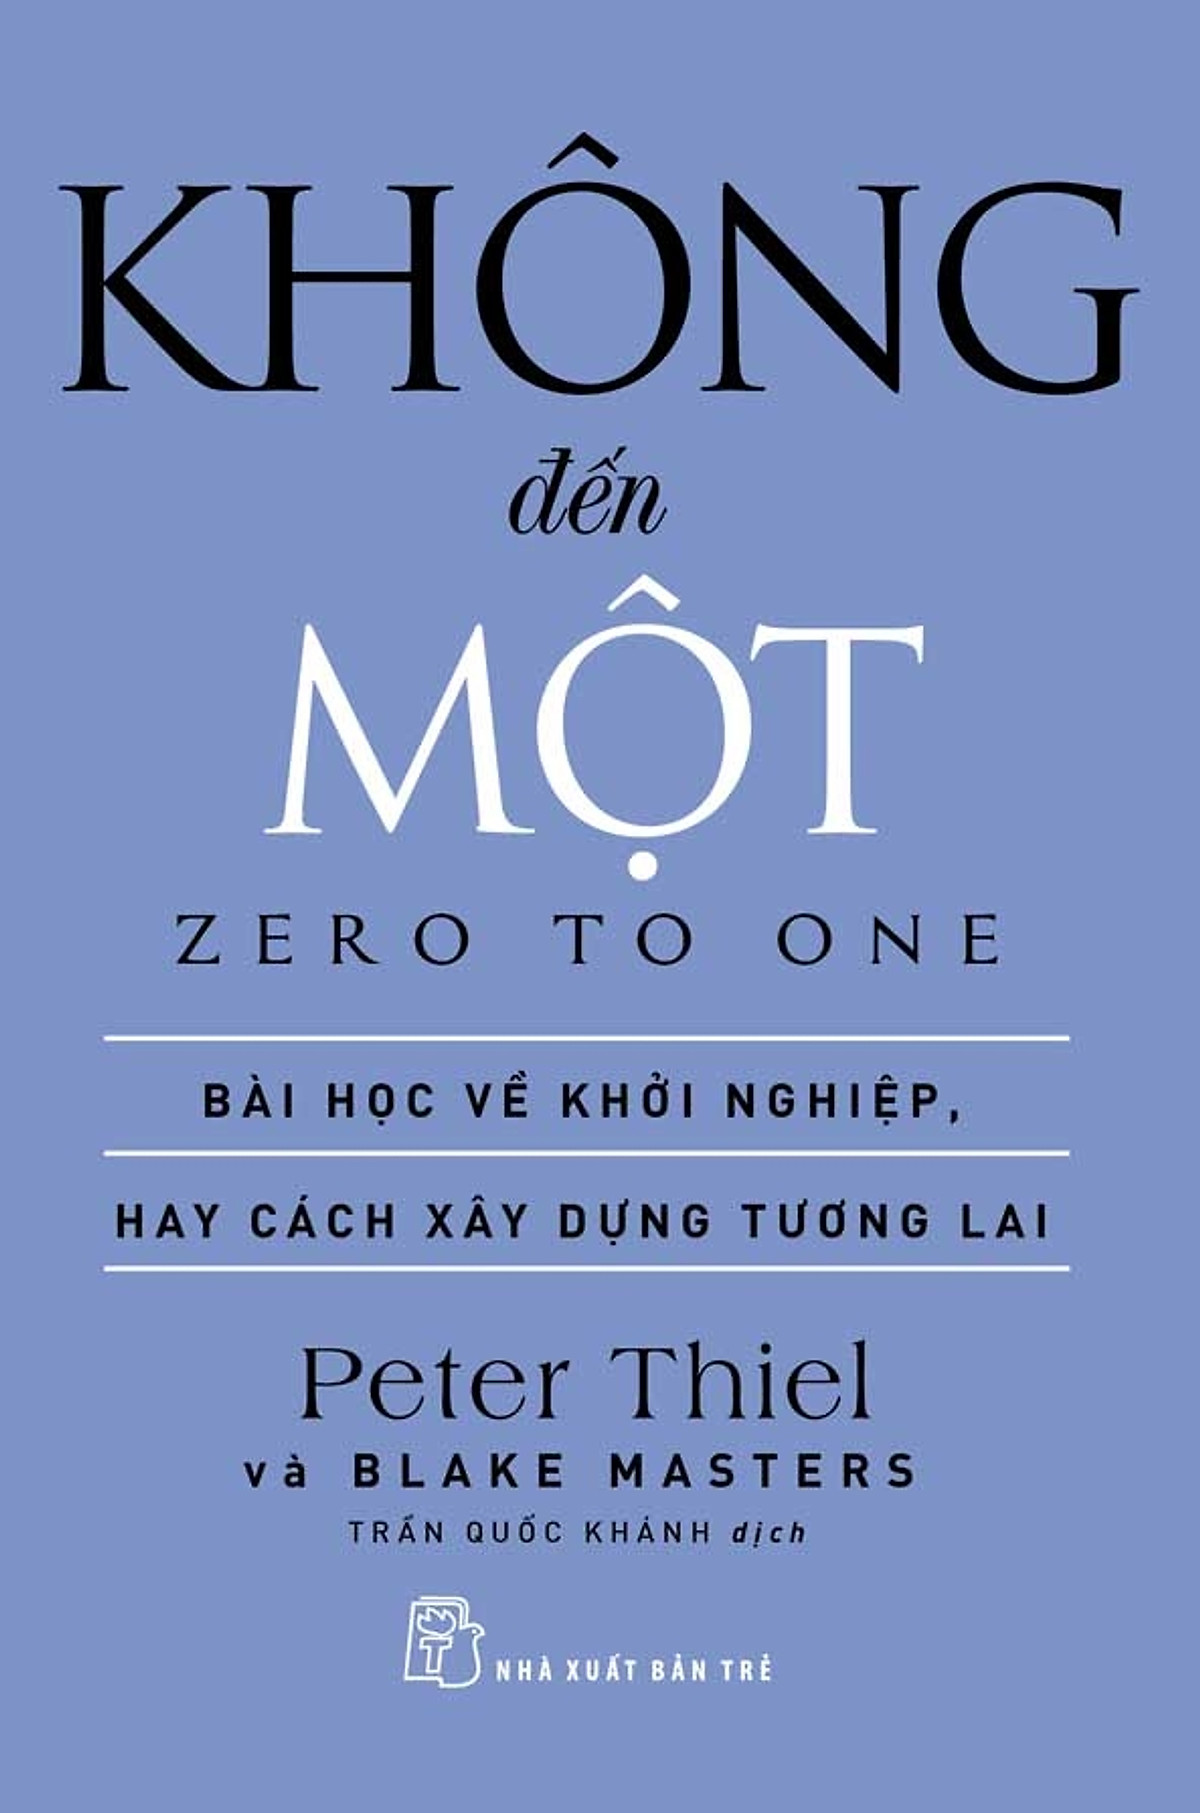 KHÔNG
đến
MỘT
ZERO TO ONE
BÀI HỌC VỀ KHỞI NGHIỆP,
HAY CÁCH XÂY DỰNG TƯƠNG LAI
Peter Thiel
và BLAKE MASTERS
TRẦN QUỐC KHÁNH dịch
T
NHÀ XUẤT BẢN TRẺ